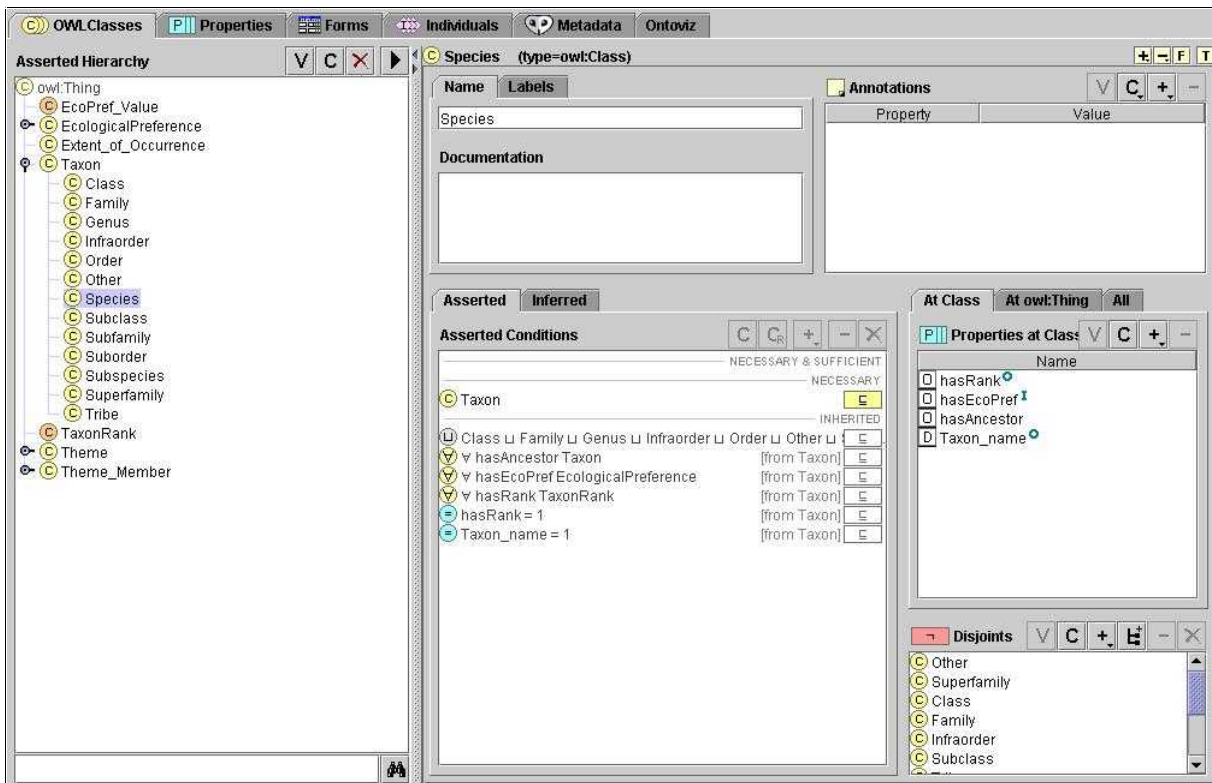 OWLClasses Properties Forms Individuals Metadata Ontoviz
Asserted Hierarchy V C
owl:Thing
EcoPref_Value
EcologicalPreference
Extent_of_Occurrence
Taxon
Class
Family
Genus
Infraorder
Order
Other
Species
Subclass
Subfamily
Suborder
Subspecies
Superfamily
Tribe
TaxonRank
Theme
Theme_Member
Species (type=owl:Class) F T
Name Labels
Species
Documentation
Annotations V C
Property Value
Asserted Inferred
Asserted Conditions
NECESSARY & SUFFICIENT
NECESSARY
Taxon ⊑
INHERITED
Class ⊔ Family ⊔ Genus ⊔ Infraorder ⊔ Order ⊔ Other ⊔ ⊑
∀ hasAncestor Taxon [from Taxon] ⊑
∀ hasEcoPref EcologicalPreference [from Taxon] ⊑
∀ hasRank TaxonRank [from Taxon] ⊑
hasRank = 1 [from Taxon] ⊑
Taxon_name = 1 [from Taxon] ⊑
At Class At owl:Thing All
Properties at Class V C
Name
O hasRank
O hasEcoPref
O hasAncestor
D Taxon_name
¬ Disjoints V C
Other
Superfamily
Class
Family
Infraorder
Subclass